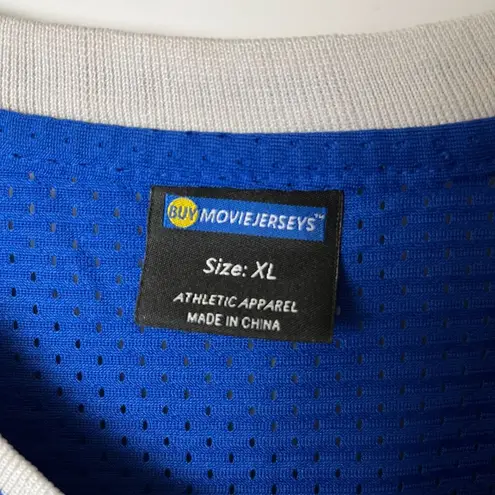 BUY MOVIEJERSEYS™
Size: XL
ATHLETIC APPAREL
MADE IN CHINA